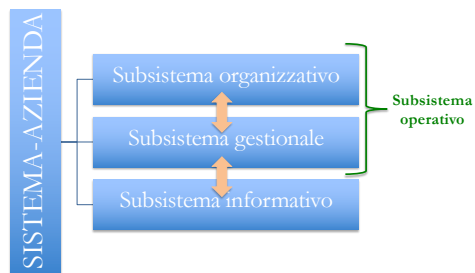 SISTEMA-AZIENDA
Subsistema organizzativo
Subsistema gestionale
Subsistema informativo
Subsistema
operativo